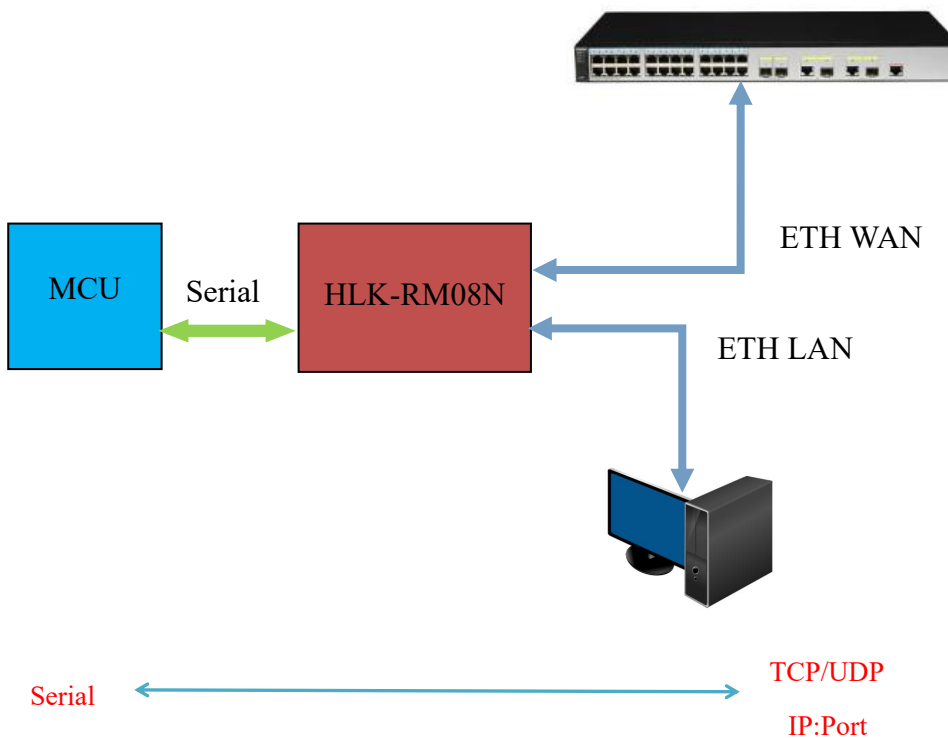 ETH WAN
MCU
Serial
HLK-RM08N
ETH LAN
Serial
TCP/UDP
IP:Port